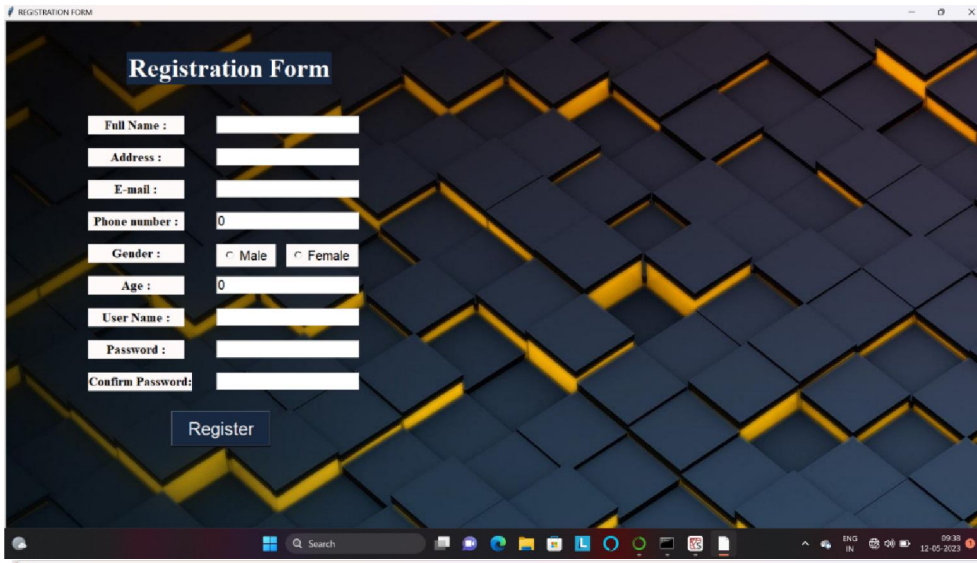 REGISTRATION FORM
Registration Form
Full Name :
Address :
E-mail :
Phone number : 0
Gender : Male Female
Age : 0
User Name :
Password :
Confirm Password:
Register
Search
ENG
IN
09:38
12-05-2023